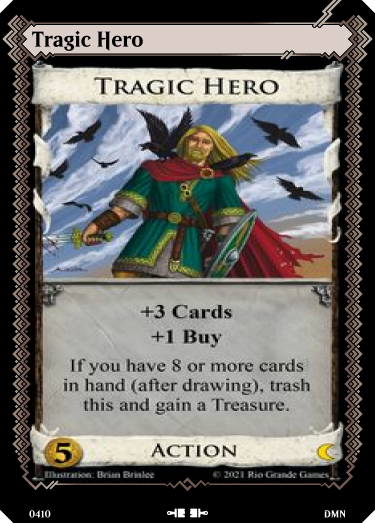 Tragic Hero
TRAGIC HERO
+3 Cards
+1 Buy
If you have 8 or more cards
in hand (after drawing), trash
this and gain a Treasure.
5
ACTION
Illustration: Brian Brinlee
© 2021 Rio Grande Games
0410
DMN